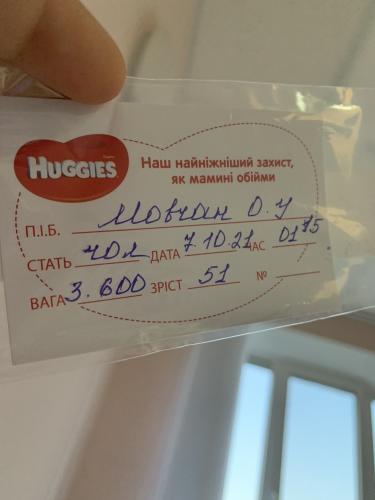 HUGGIES
Наш найніжніший захист,
як мамині обійми
П.І.Б. Мовчан О. У
СТАТЬ чол ДАТА 7.10.21 ЧАС 01 15
ВАГА 3.600 ЗРІСТ 51 №